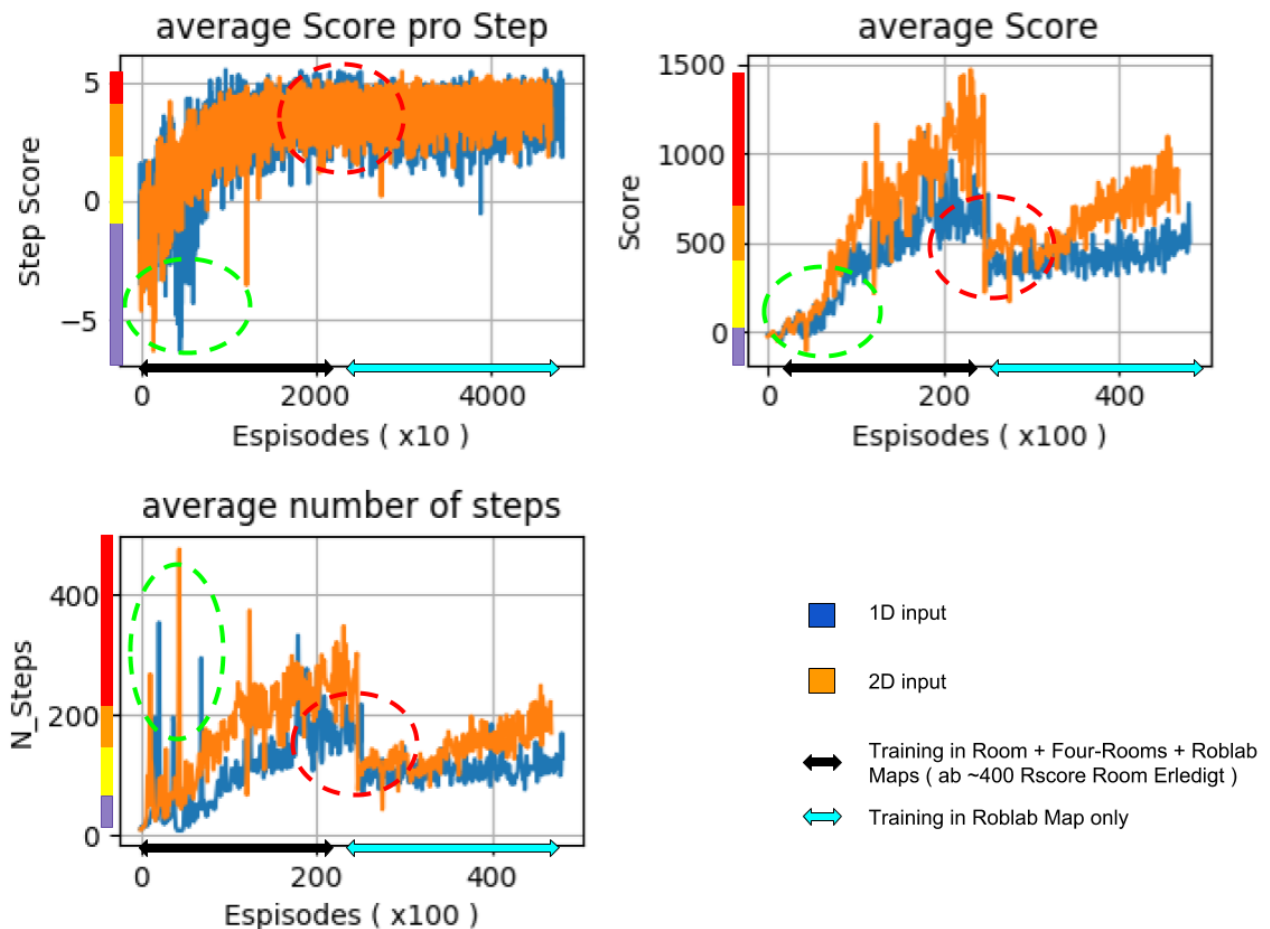 average Score pro Step
5
0
−5
Step Score
0
2000
4000
Espisodes ( x10 )
average Score
1500
1000
500
0
Score
0
200
400
Espisodes ( x100 )
average number of steps
400
200
0
N_Steps
0
200
400
Espisodes ( x100 )
1D input
2D input
Training in Room + Four-Rooms + Roblab
Maps ( ab ~400 Rscore Room Erledigt )
Training in Roblab Map only